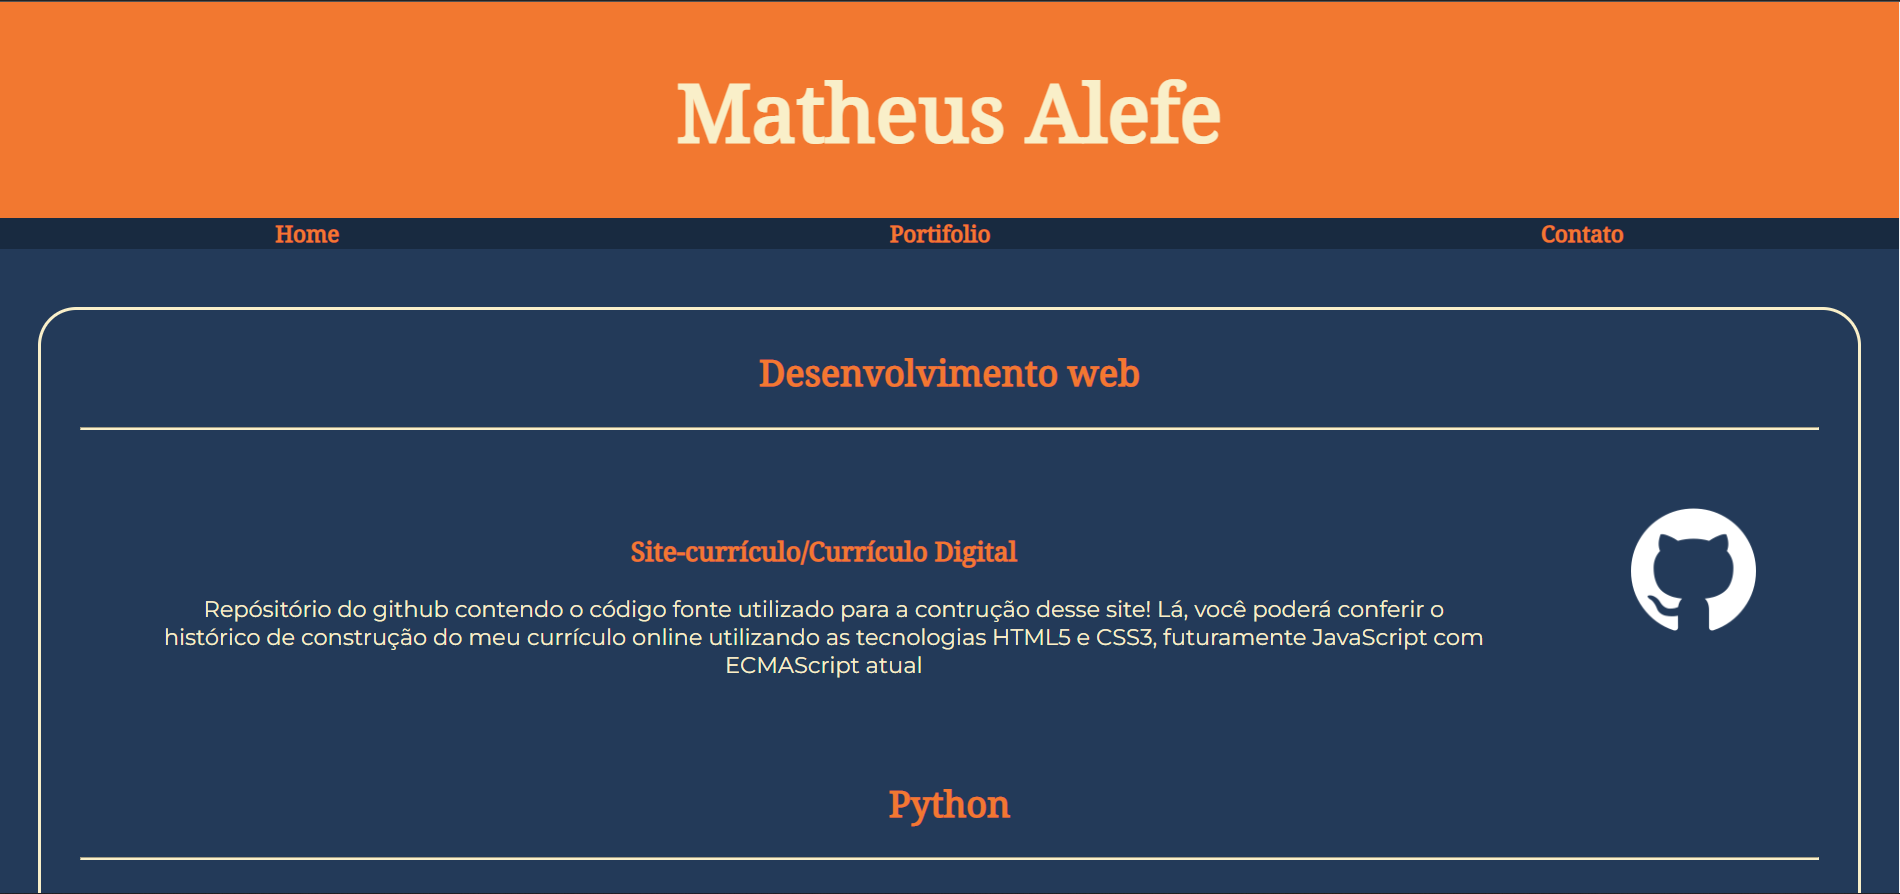 Matheus Alefe
Home Portifolio Contato
Desenvolvimento web
Site-currículo/Currículo Digital
Repósitório do github contendo o código fonte utilizado para a contrução desse site! Lá, você poderá conferir o
histórico de construção do meu currículo online utilizando as tecnologias HTML5 e CSS3, futuramente JavaScript com
ECMAScript atual
Python